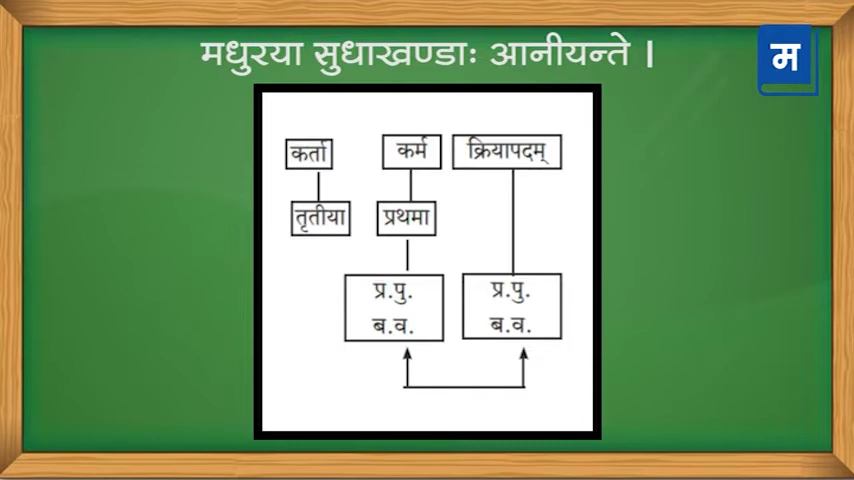 मधुरया सुधाखण्डाः आनीयन्ते ।
म
कर्ता कर्म क्रियापदम्
तृतीया प्रथमा
प्र.पु. प्र.पु.
ब.व. ब.व.